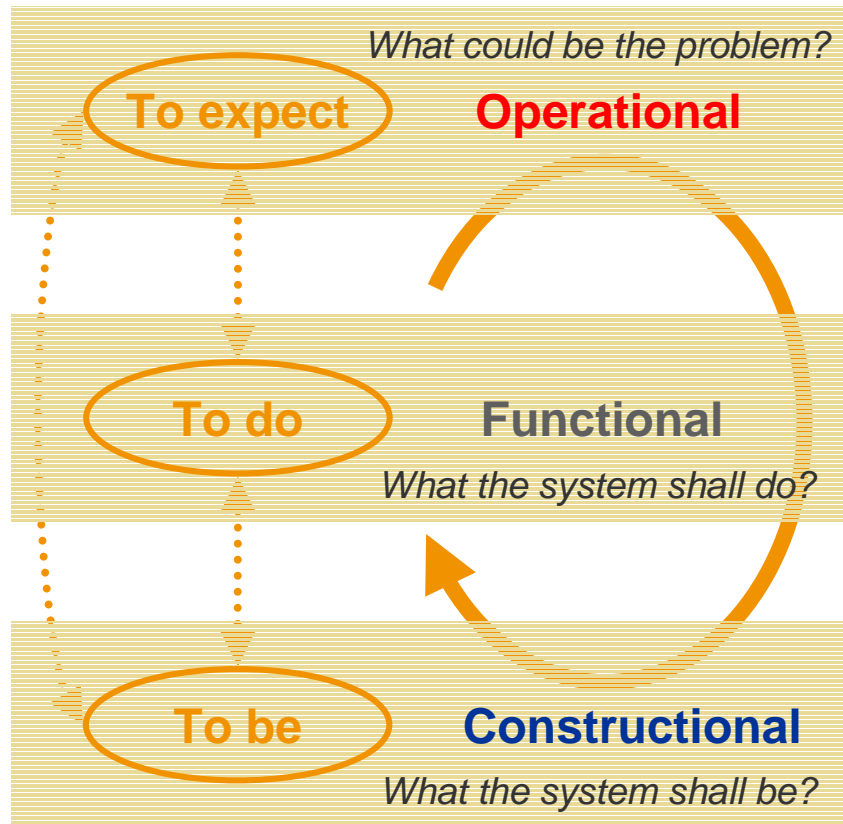 What could be the problem?
To expect
Operational
To do
Functional
What the system shall do?
To be
Constructional
What the system shall be?